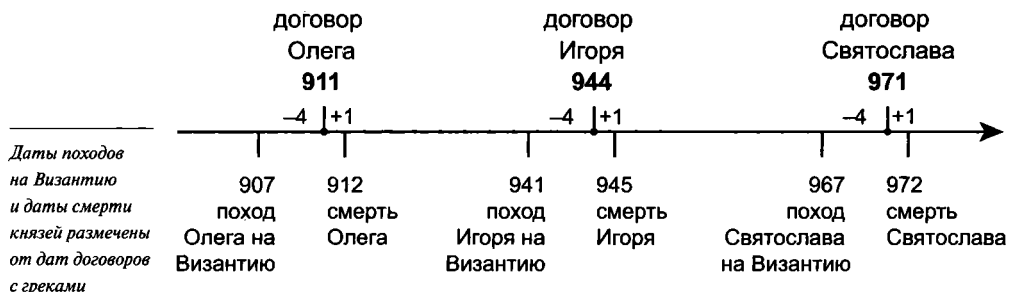 договор
Олега
911
договор
Игоря
944
договор
Святослава
971
–4 +1
–4 +1
–4 +1
Даты походов
на Византию
и даты смерти
князей размечены
от дат договоров
с греками
907
поход
Олега на
Византию
912
смерть
Олега
941
поход
Игоря на
Византию
945
смерть
Игоря
967
поход
Святослава
на Византию
972
смерть
Святослава